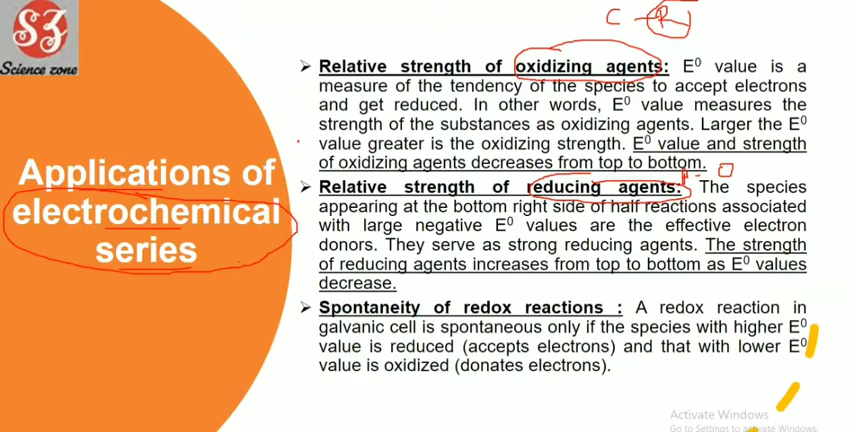 C - R
SZ
Science zone
Applications of
electrochemical
series
➢ Relative strength of oxidizing agents: E⁰ value is a
measure of the tendency of the species to accept electrons
and get reduced. In other words, E⁰ value measures the
strength of the substances as oxidizing agents. Larger the E⁰
value greater is the oxidizing strength. E⁰ value and strength
of oxidizing agents decreases from top to bottom.
➢ Relative strength of reducing agents: The species
appearing at the bottom right side of half reactions associated
with large negative E⁰ values are the effective electron
donors. They serve as strong reducing agents. The strength
of reducing agents increases from top to bottom as E⁰ values
decrease.
➢ Spontaneity of redox reactions : A redox reaction in
galvanic cell is spontaneous only if the species with higher E⁰
value is reduced (accepts electrons) and that with lower E⁰
value is oxidized (donates electrons).
Activate Windows
Go to Settings to activate Windows.